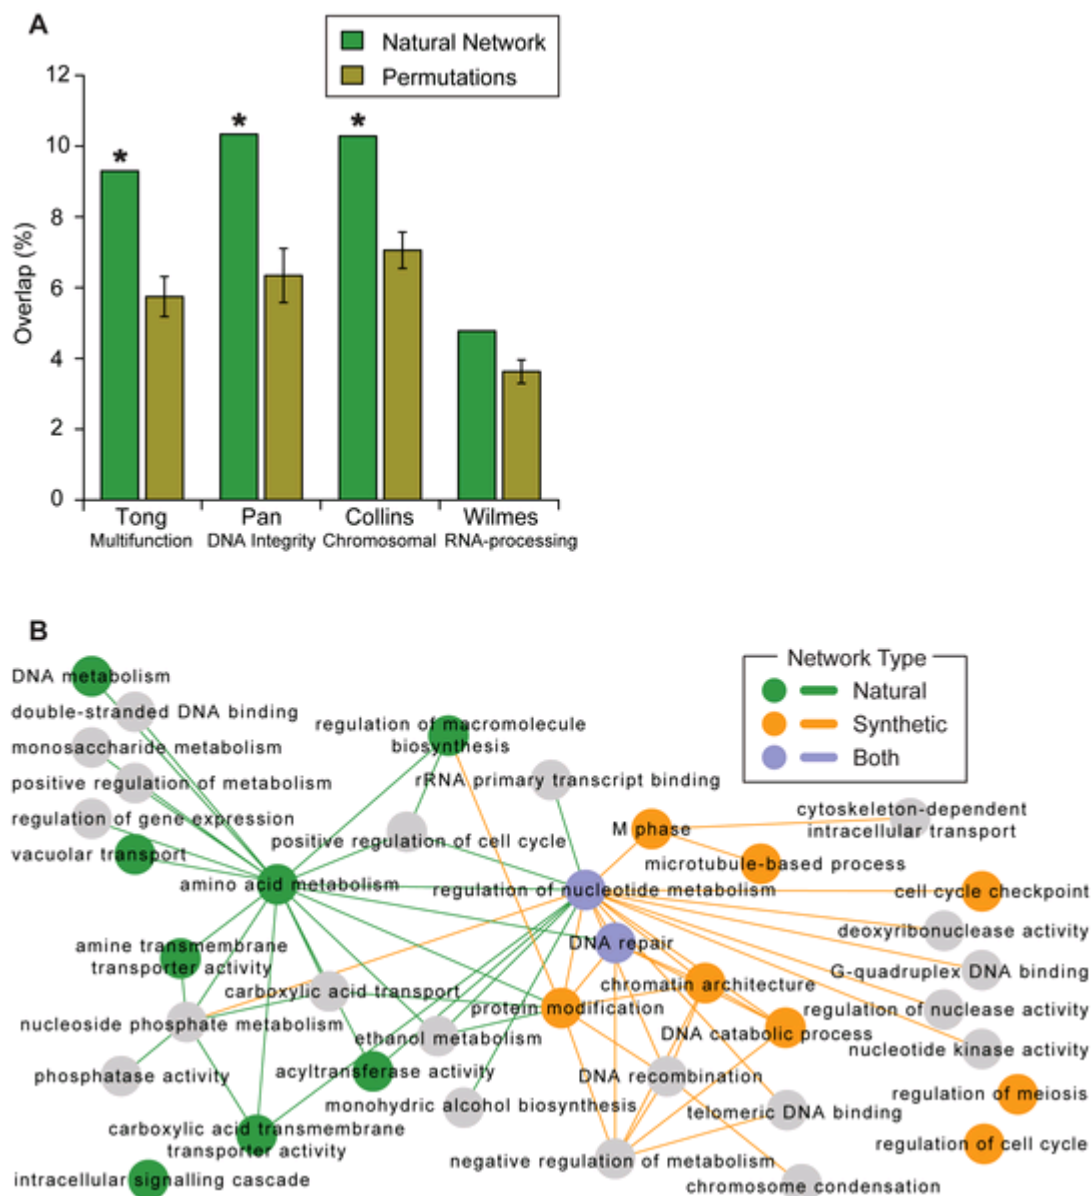 A
Natural Network
Permutations
12
10
8
6
4
2
0
Overlap (%)
*
*
*
Tong
Multifunction
Pan
DNA Integrity
Collins
Chromosomal
Wilmes
RNA-processing
B
Network Type
Natural
Synthetic
Both
DNA metabolism
double-stranded DNA binding
monosaccharide metabolism
positive regulation of metabolism
regulation of gene expression
vacuolar transport
amino acid metabolism
regulation of macromolecule
biosynthesis
rRNA primary transcript binding
positive regulation of cell cycle
regulation of nucleotide metabolism
M phase
cytoskeleton-dependent
intracellular transport
microtubule-based process
cell cycle checkpoint
deoxyribonuclease activity
G-quadruplex DNA binding
regulation of nuclease activity
nucleotide kinase activity
regulation of meiosis
regulation of cell cycle
DNA repair
chromatin architecture
protein modification
DNA catabolic process
amine transmembrane
transporter activity
carboxylic acid transport
nucleoside phosphate metabolism
ethanol metabolism
phosphatase activity
acyltransferase activity
monohydric alcohol biosynthesis
DNA recombination
telomeric DNA binding
carboxylic acid transmembrane
transporter activity
negative regulation of metabolism
intracellular signalling cascade
chromosome condensation